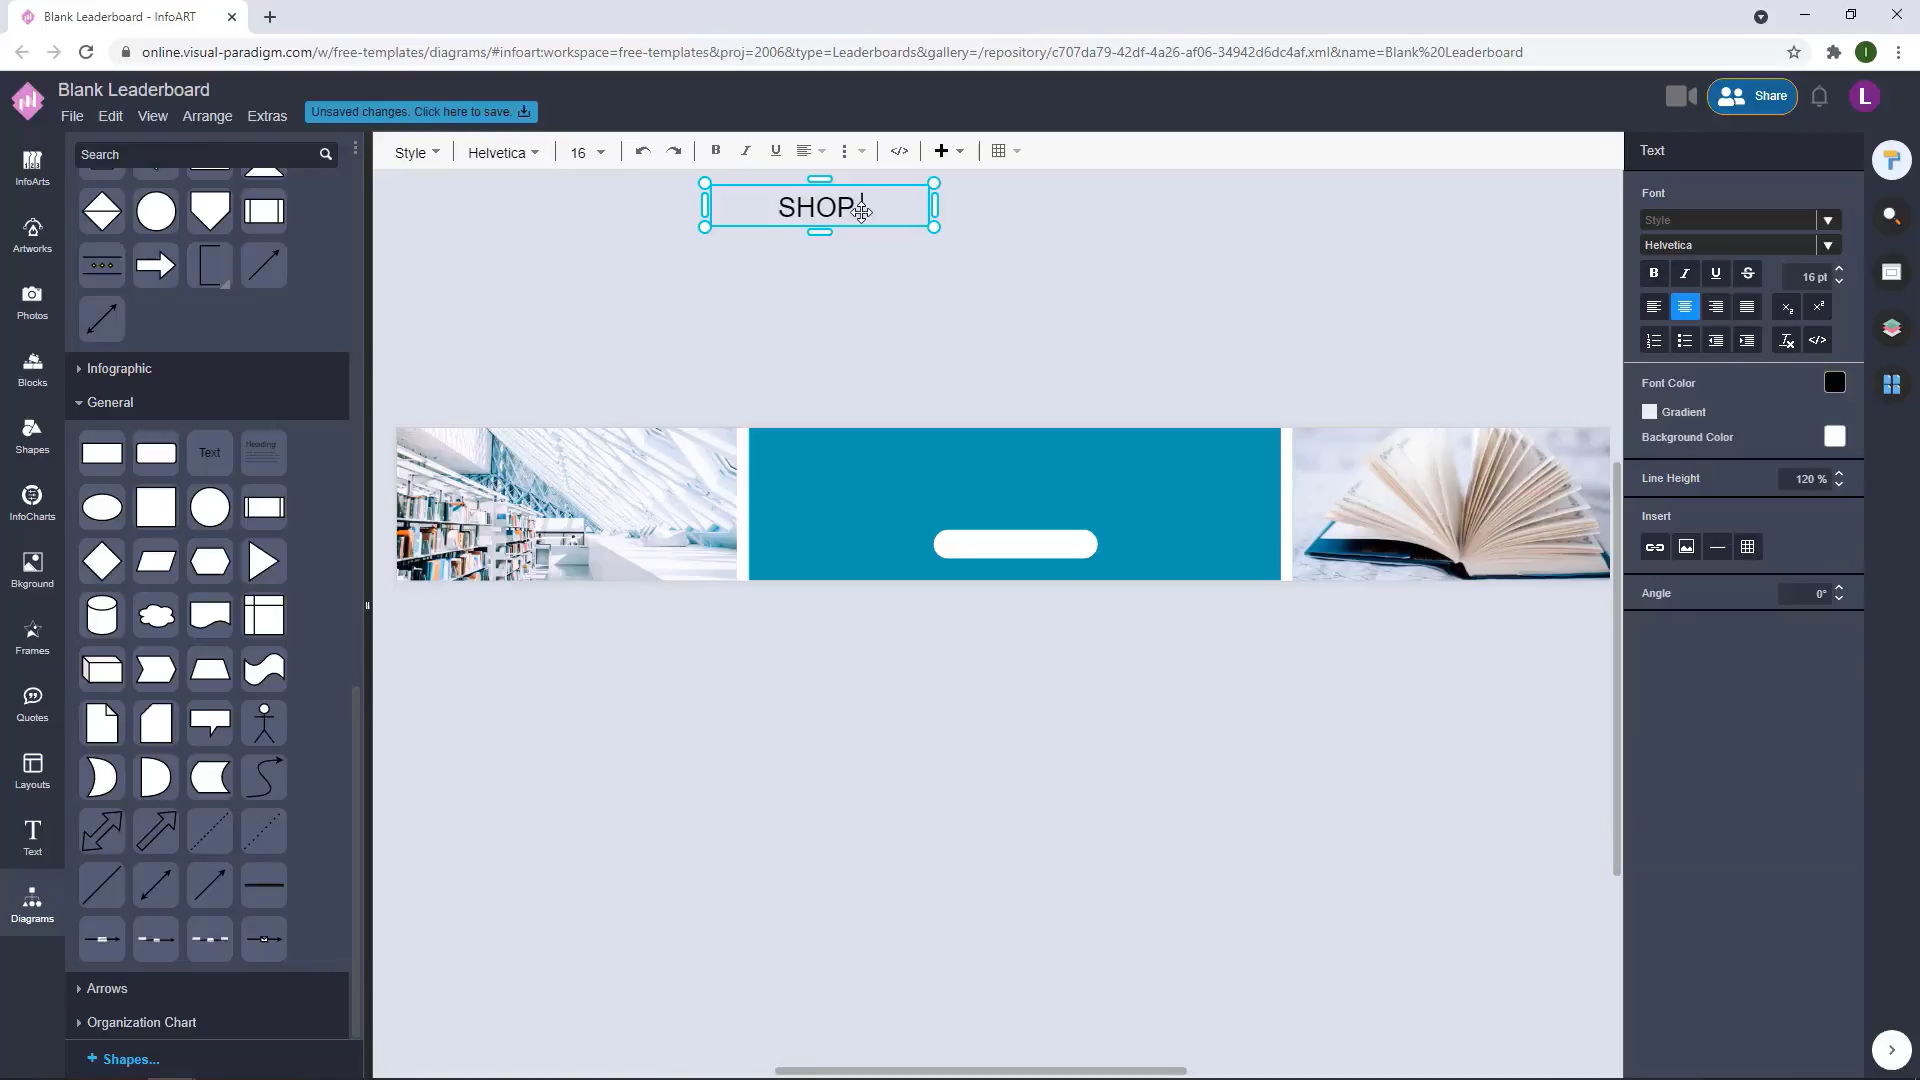 Blank Leaderboard - InfoART
online.visual-paradigm.com/w/free-templates/diagrams/#infoart:workspace=free-templates&proj=2006&type=Leaderboards&gallery=/repository/c707da79-42df-4a26-af06-34942d6dc4af.xml&name=Blank%20Leaderboard
I
Blank Leaderboard
File Edit View Arrange Extras Unsaved changes. Click here to save.
Share L
InfoArts
Artworks
Photos
Blocks
Shapes
InfoCharts
Bkground
Frames
Quotes
Layouts
T
Text
Diagrams
Search
Infographic
General
Text
Heading
Arrows
Organization Chart
+ Shapes...
Style Helvetica 16 B I U </>
SHOP
Text
Font
Style
Helvetica
B I U S 16 pt
Font Color
Gradient
Background Color
Line Height 120 %
Insert
Angle 0°